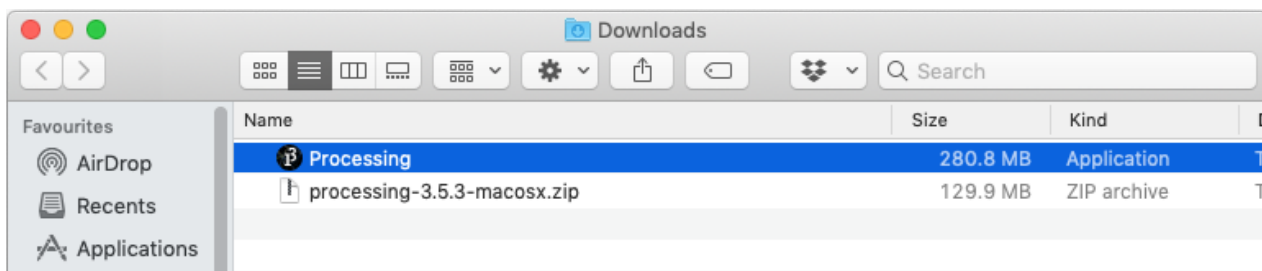 Downloads
Search
Favourites
AirDrop
Recents
Applications
Name Size Kind
Processing 280.8 MB Application
processing-3.5.3-macosx.zip 129.9 MB ZIP archive